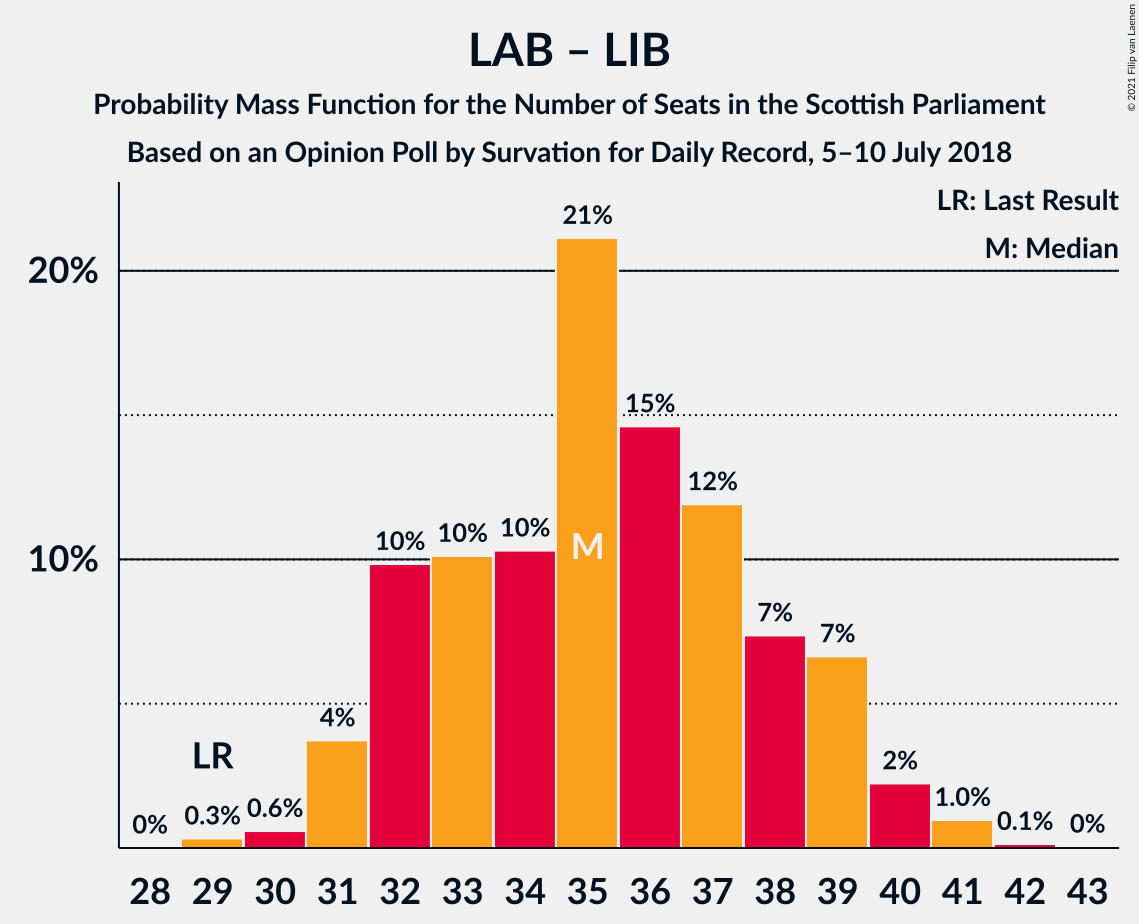 LAB – LIB
Probability Mass Function for the Number of Seats in the Scottish Parliament
Based on an Opinion Poll by Survation for Daily Record, 5–10 July 2018
© 2021 Filip van Laenen
LR: Last Result
M: Median
20%
10%
0%
0.3%
0.6%
4%
10%
10%
10%
21%
15%
12%
7%
7%
2%
1.0%
0.1%
0%
LR
M
28 29 30 31 32 33 34 35 36 37 38 39 40 41 42 43